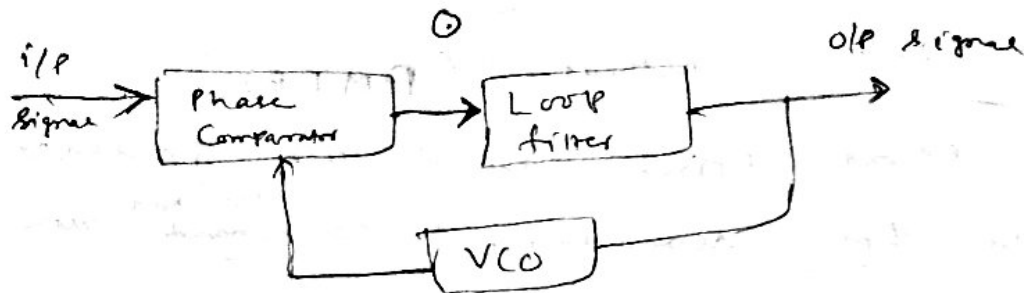 i/p
signal
Phase
Comparator
Loop
filter
O/P signal
VCO